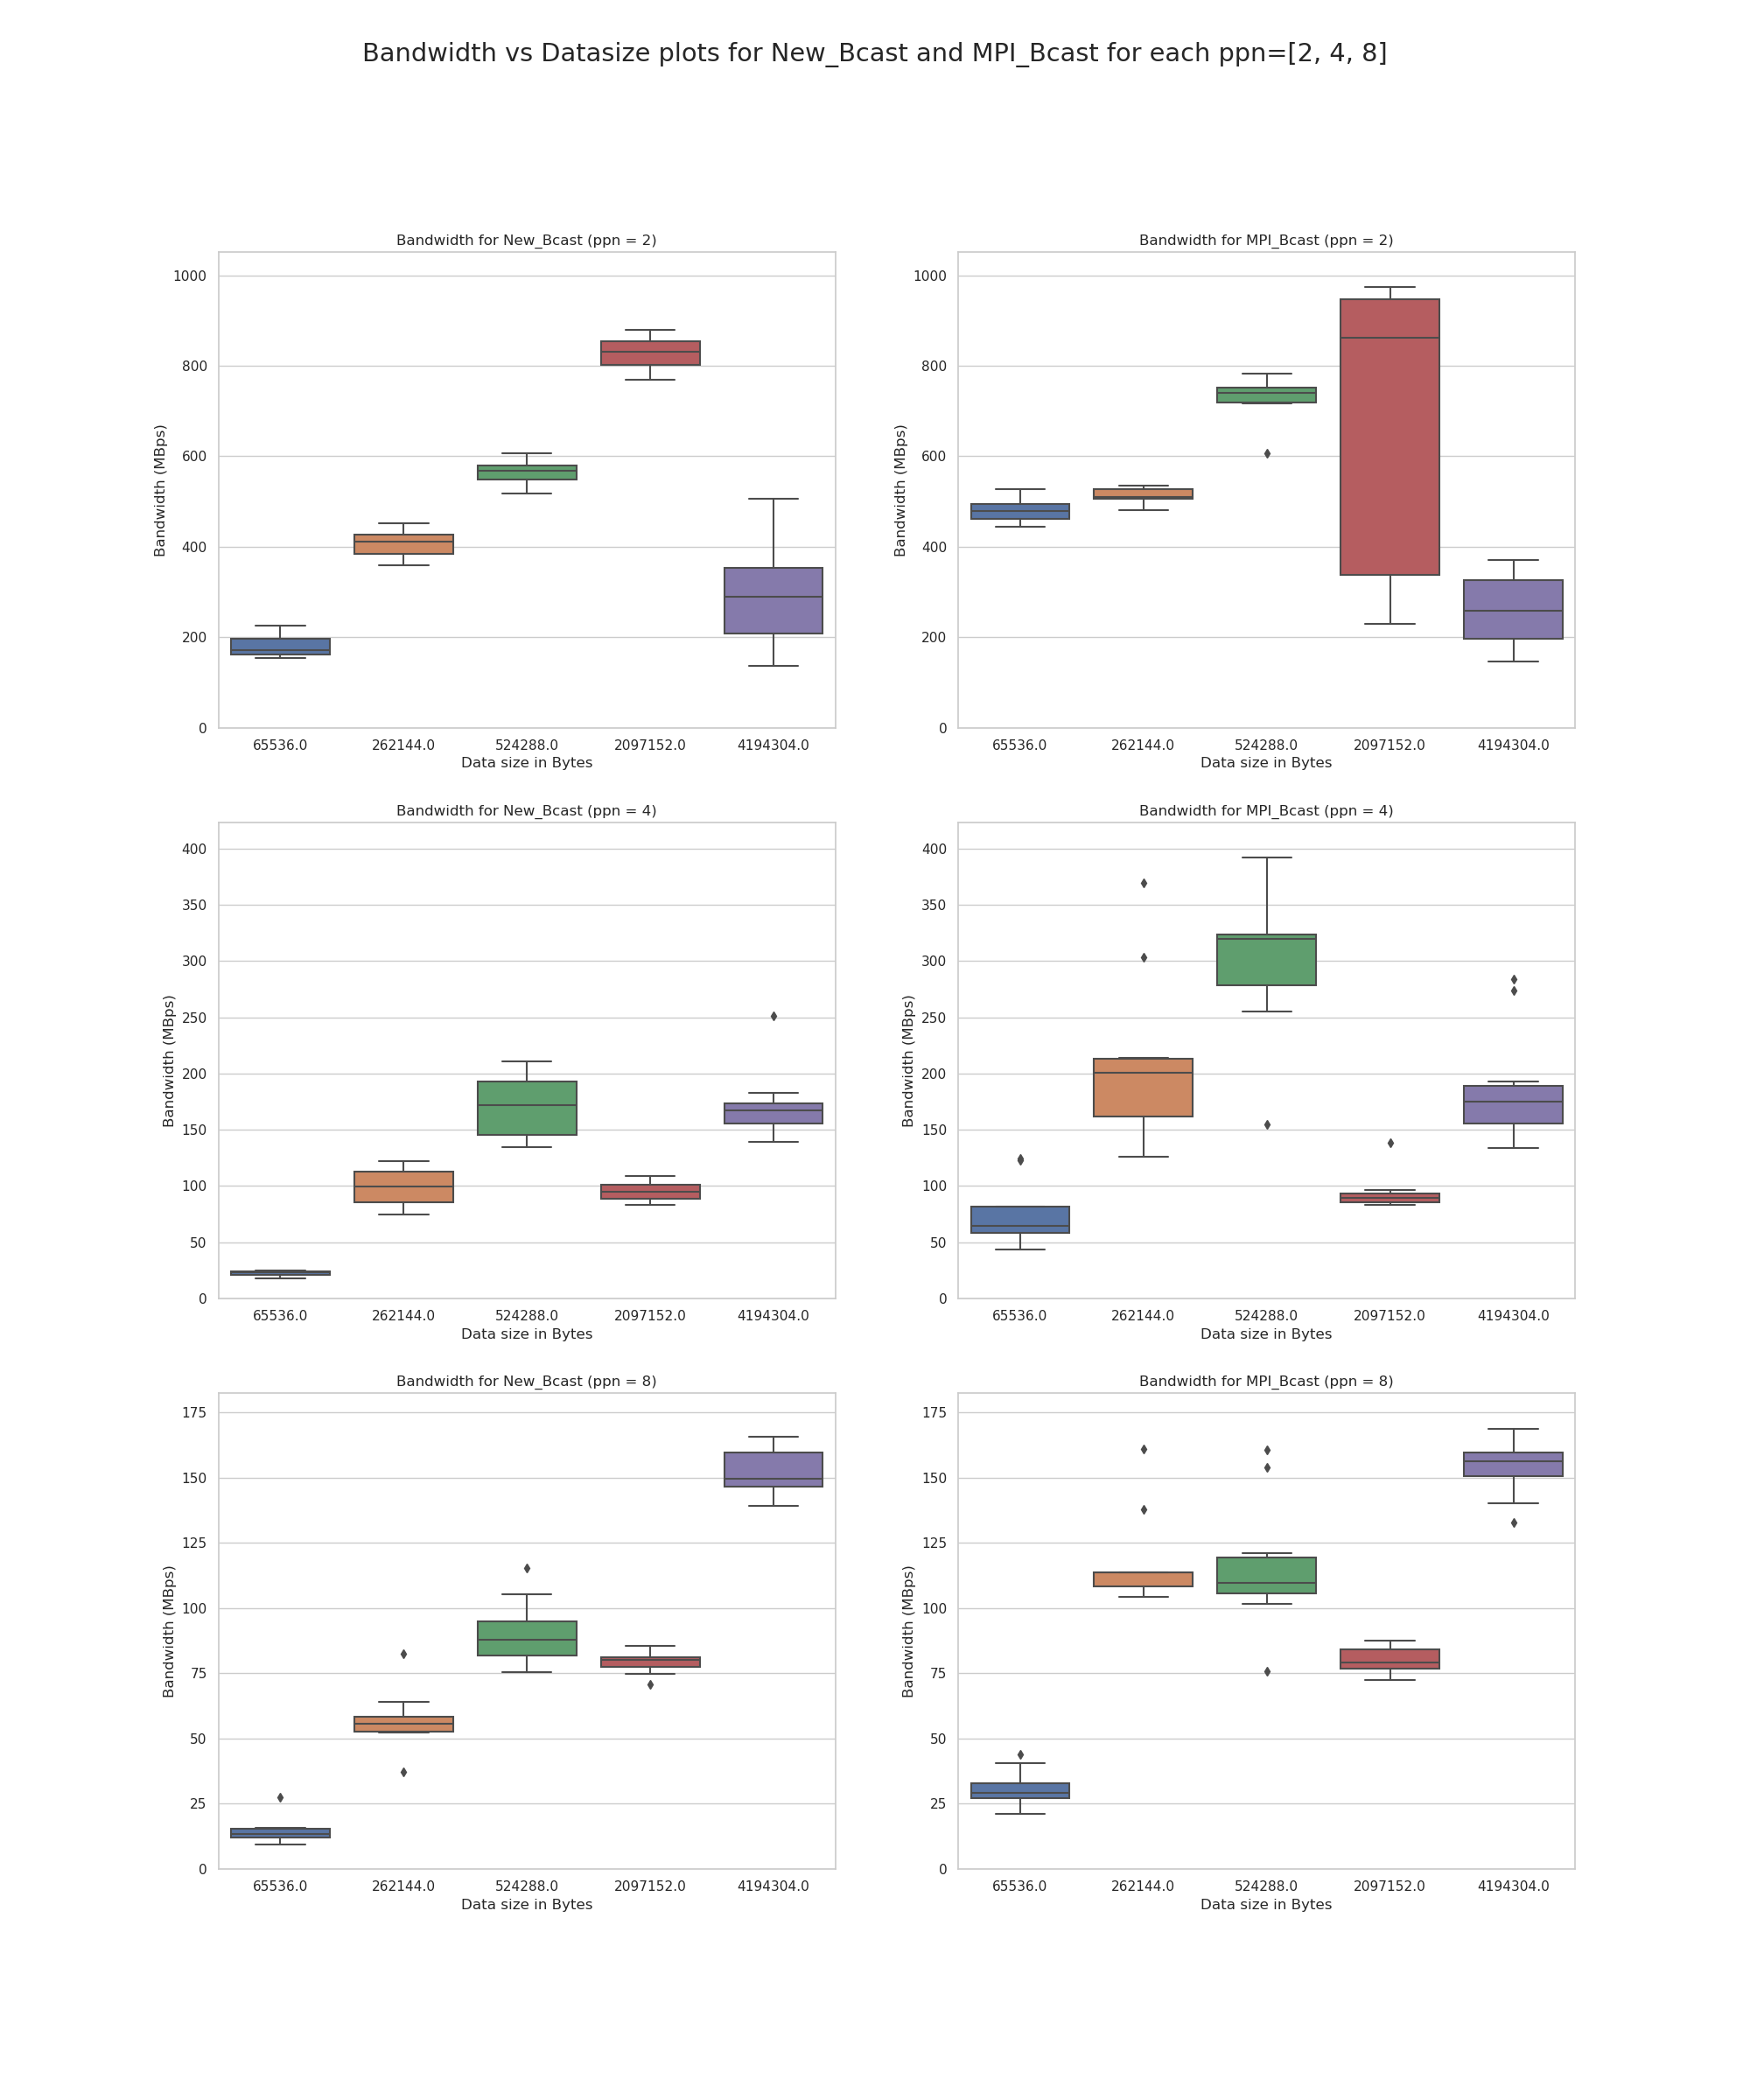 Bandwidth vs Datasize plots for New_Bcast and MPI_Bcast for each ppn=[2, 4, 8]
Bandwidth for New_Bcast (ppn = 2)
1000
800
600
400
200
0
Bandwidth (MBps)
65536.0 262144.0 524288.0 2097152.0 4194304.0
Data size in Bytes
Bandwidth for MPI_Bcast (ppn = 2)
1000
800
600
400
200
0
Bandwidth (MBps)
65536.0 262144.0 524288.0 2097152.0 4194304.0
Data size in Bytes
Bandwidth for New_Bcast (ppn = 4)
400
350
300
250
200
150
100
50
0
Bandwidth (MBps)
65536.0 262144.0 524288.0 2097152.0 4194304.0
Data size in Bytes
Bandwidth for MPI_Bcast (ppn = 4)
400
350
300
250
200
150
100
50
0
Bandwidth (MBps)
65536.0 262144.0 524288.0 2097152.0 4194304.0
Data size in Bytes
Bandwidth for New_Bcast (ppn = 8)
175
150
125
100
75
50
25
0
Bandwidth (MBps)
65536.0 262144.0 524288.0 2097152.0 4194304.0
Data size in Bytes
Bandwidth for MPI_Bcast (ppn = 8)
175
150
125
100
75
50
25
0
Bandwidth (MBps)
65536.0 262144.0 524288.0 2097152.0 4194304.0
Data size in Bytes